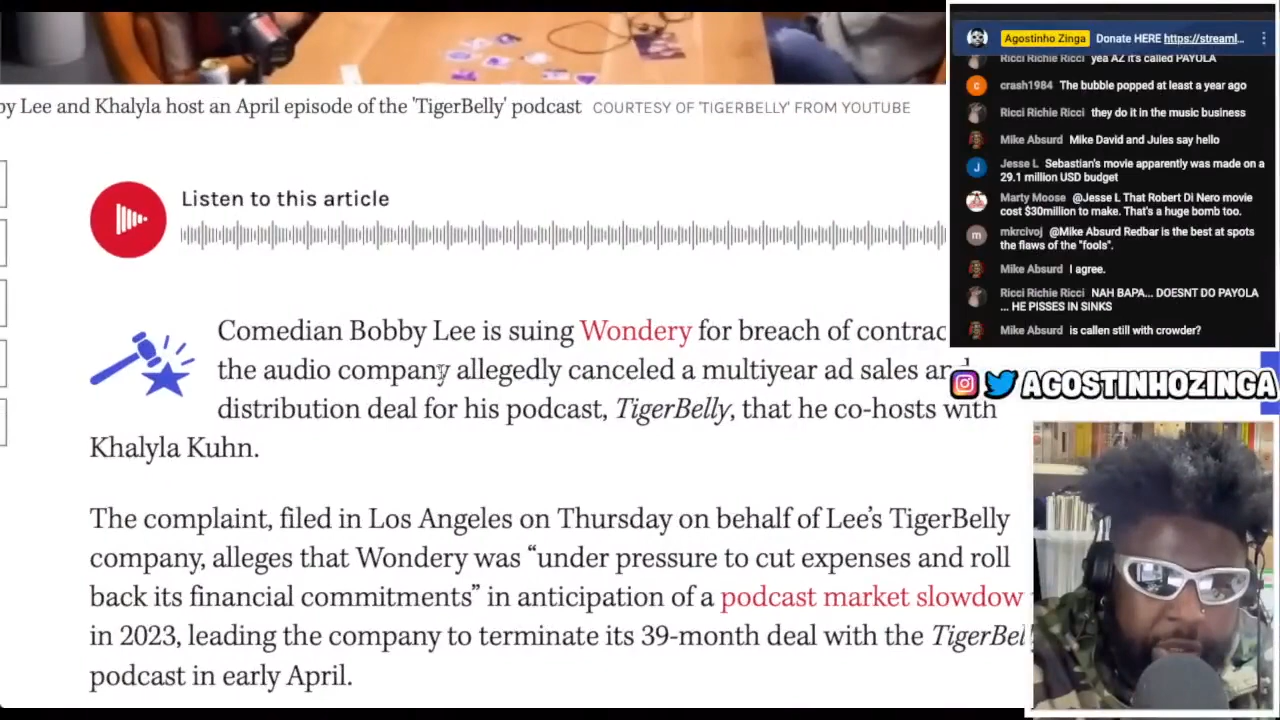 by Lee and Khalyla host an April episode of the 'TigerBelly' podcast COURTESY OF 'TIGERBELLY' FROM YOUTUBE
Listen to this article
Comedian Bobby Lee is suing Wondery for breach of contrac
the audio company allegedly canceled a multiyear ad sales and
distribution deal for his podcast, TigerBelly, that he co-hosts with
Khalyla Kuhn.
The complaint, filed in Los Angeles on Thursday on behalf of Lee's TigerBelly
company, alleges that Wondery was “under pressure to cut expenses and roll
back its financial commitments” in anticipation of a podcast market slowdow
in 2023, leading the company to terminate its 39-month deal with the TigerBel
podcast in early April.
Agostinho Zinga Donate HERE https://streaml...
Ricci Richie Ricci yea AZ it's called PAYOLA
crash1984 The bubble popped at least a year ago
Ricci Richie Ricci they do it in the music business
Mike Absurd Mike David and Jules say hello
Jesse L Sebastian's movie apparently was made on a
29.1 million USD budget
Marty Moose @Jesse L That Robert Di Nero movie
cost $30million to make. That's a huge bomb too.
mkrcivoj @Mike Absurd Redbar is the best at spots
the flaws of the "fools".
Mike Absurd I agree.
Ricci Richie Ricci NAH BAPA... DOESNT DO PAYOLA
... HE PISSES IN SINKS
Mike Absurd is callen still with crowder?
AGOSTINHOZINGA